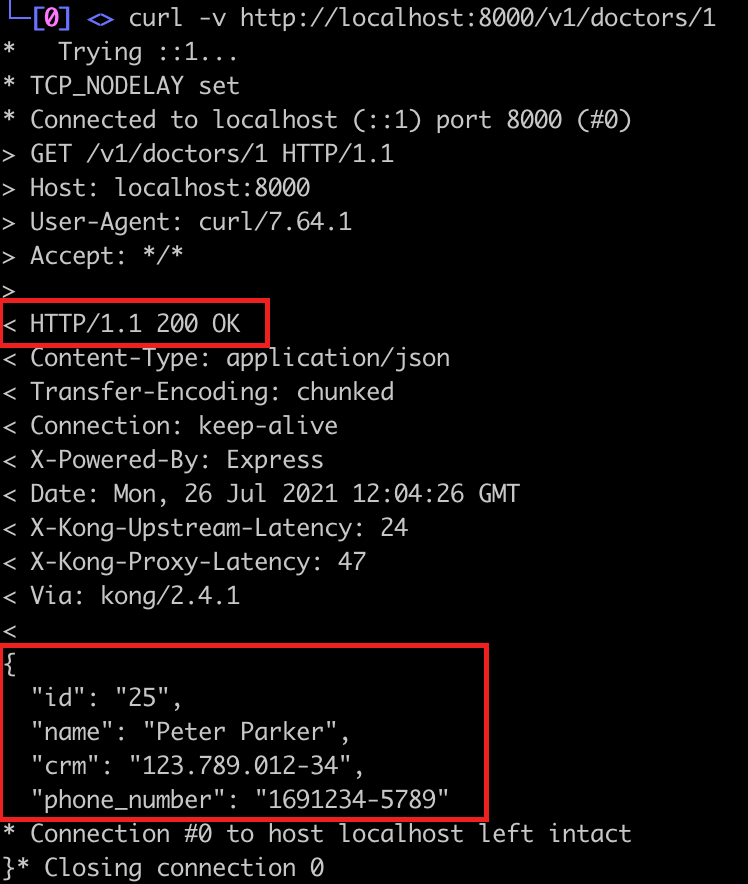 └─[0] <> curl -v http://localhost:8000/v1/doctors/1
*   Trying ::1...
* TCP_NODELAY set
* Connected to localhost (::1) port 8000 (#0)
> GET /v1/doctors/1 HTTP/1.1
> Host: localhost:8000
> User-Agent: curl/7.64.1
> Accept: */*
>
< HTTP/1.1 200 OK
< Content-Type: application/json
< Transfer-Encoding: chunked
< Connection: keep-alive
< X-Powered-By: Express
< Date: Mon, 26 Jul 2021 12:04:26 GMT
< X-Kong-Upstream-Latency: 24
< X-Kong-Proxy-Latency: 47
< Via: kong/2.4.1
<
{
  "id": "25",
  "name": "Peter Parker",
  "crm": "123.789.012-34",
  "phone_number": "1691234-5789"
* Connection #0 to host localhost left intact
}* Closing connection 0